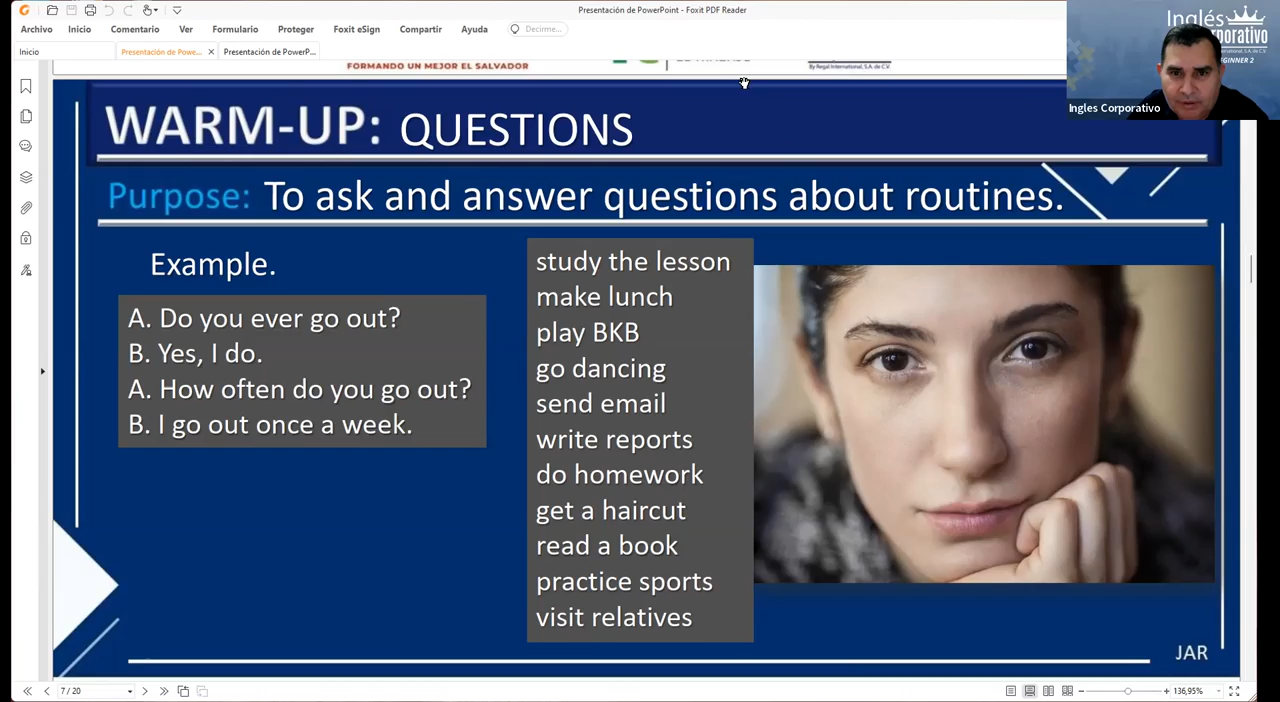 Presentación de PowerPoint - Foxit PDF Reader
Archivo Inicio Comentario Ver Formulario Proteger Foxit eSign Compartir Ayuda Decirme...
Inicio Presentación de Powe... Presentación de PowerP...
FORMANDO UN MEJOR EL SALVADOR
By Regal International, S.A. de C.V.
Inglés
Ingles Corporativo
WARM-UP: QUESTIONS
Purpose: To ask and answer questions about routines.
Example.
A. Do you ever go out?
B. Yes, I do.
A. How often do you go out?
B. I go out once a week.
study the lesson
make lunch
play BKB
go dancing
send email
write reports
do homework
get a haircut
read a book
practice sports
visit relatives
JAR
7 / 20
136,95%